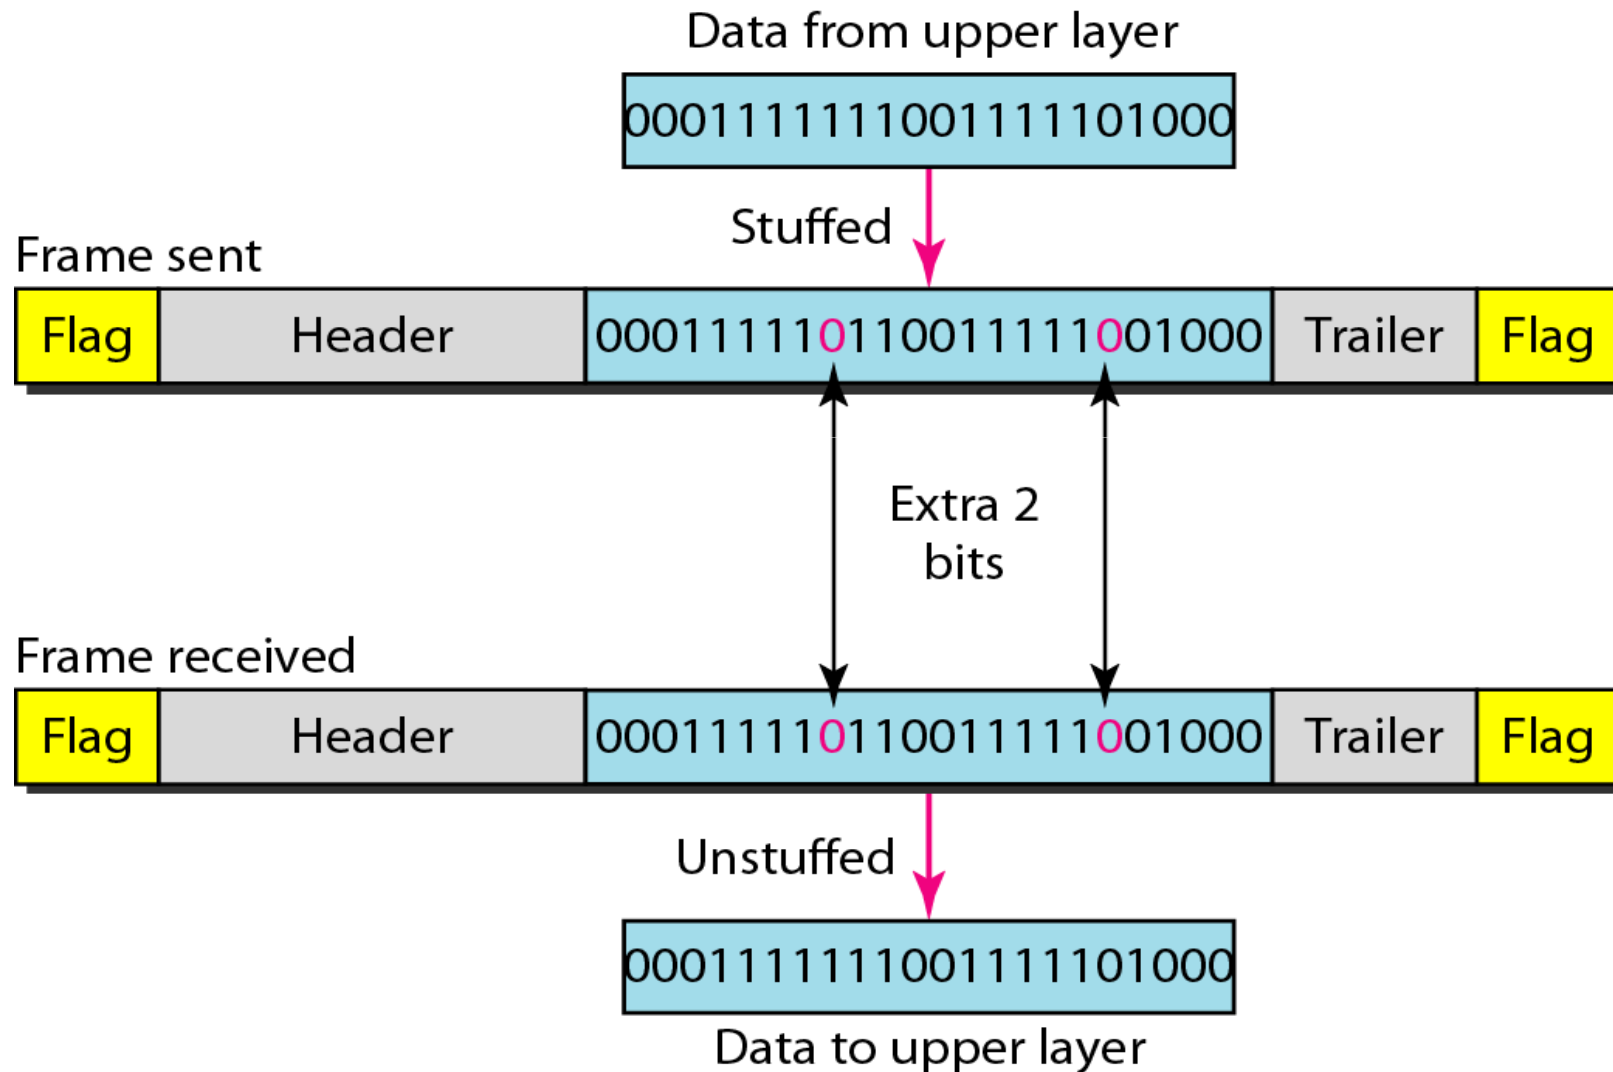 Data from upper layer
0001111111001111101000
Stuffed
Frame sent
Flag Header 000111110110011111001000 Trailer Flag
Extra 2
bits
Frame received
Flag Header 000111110110011111001000 Trailer Flag
Unstuffed
0001111111001111101000
Data to upper layer